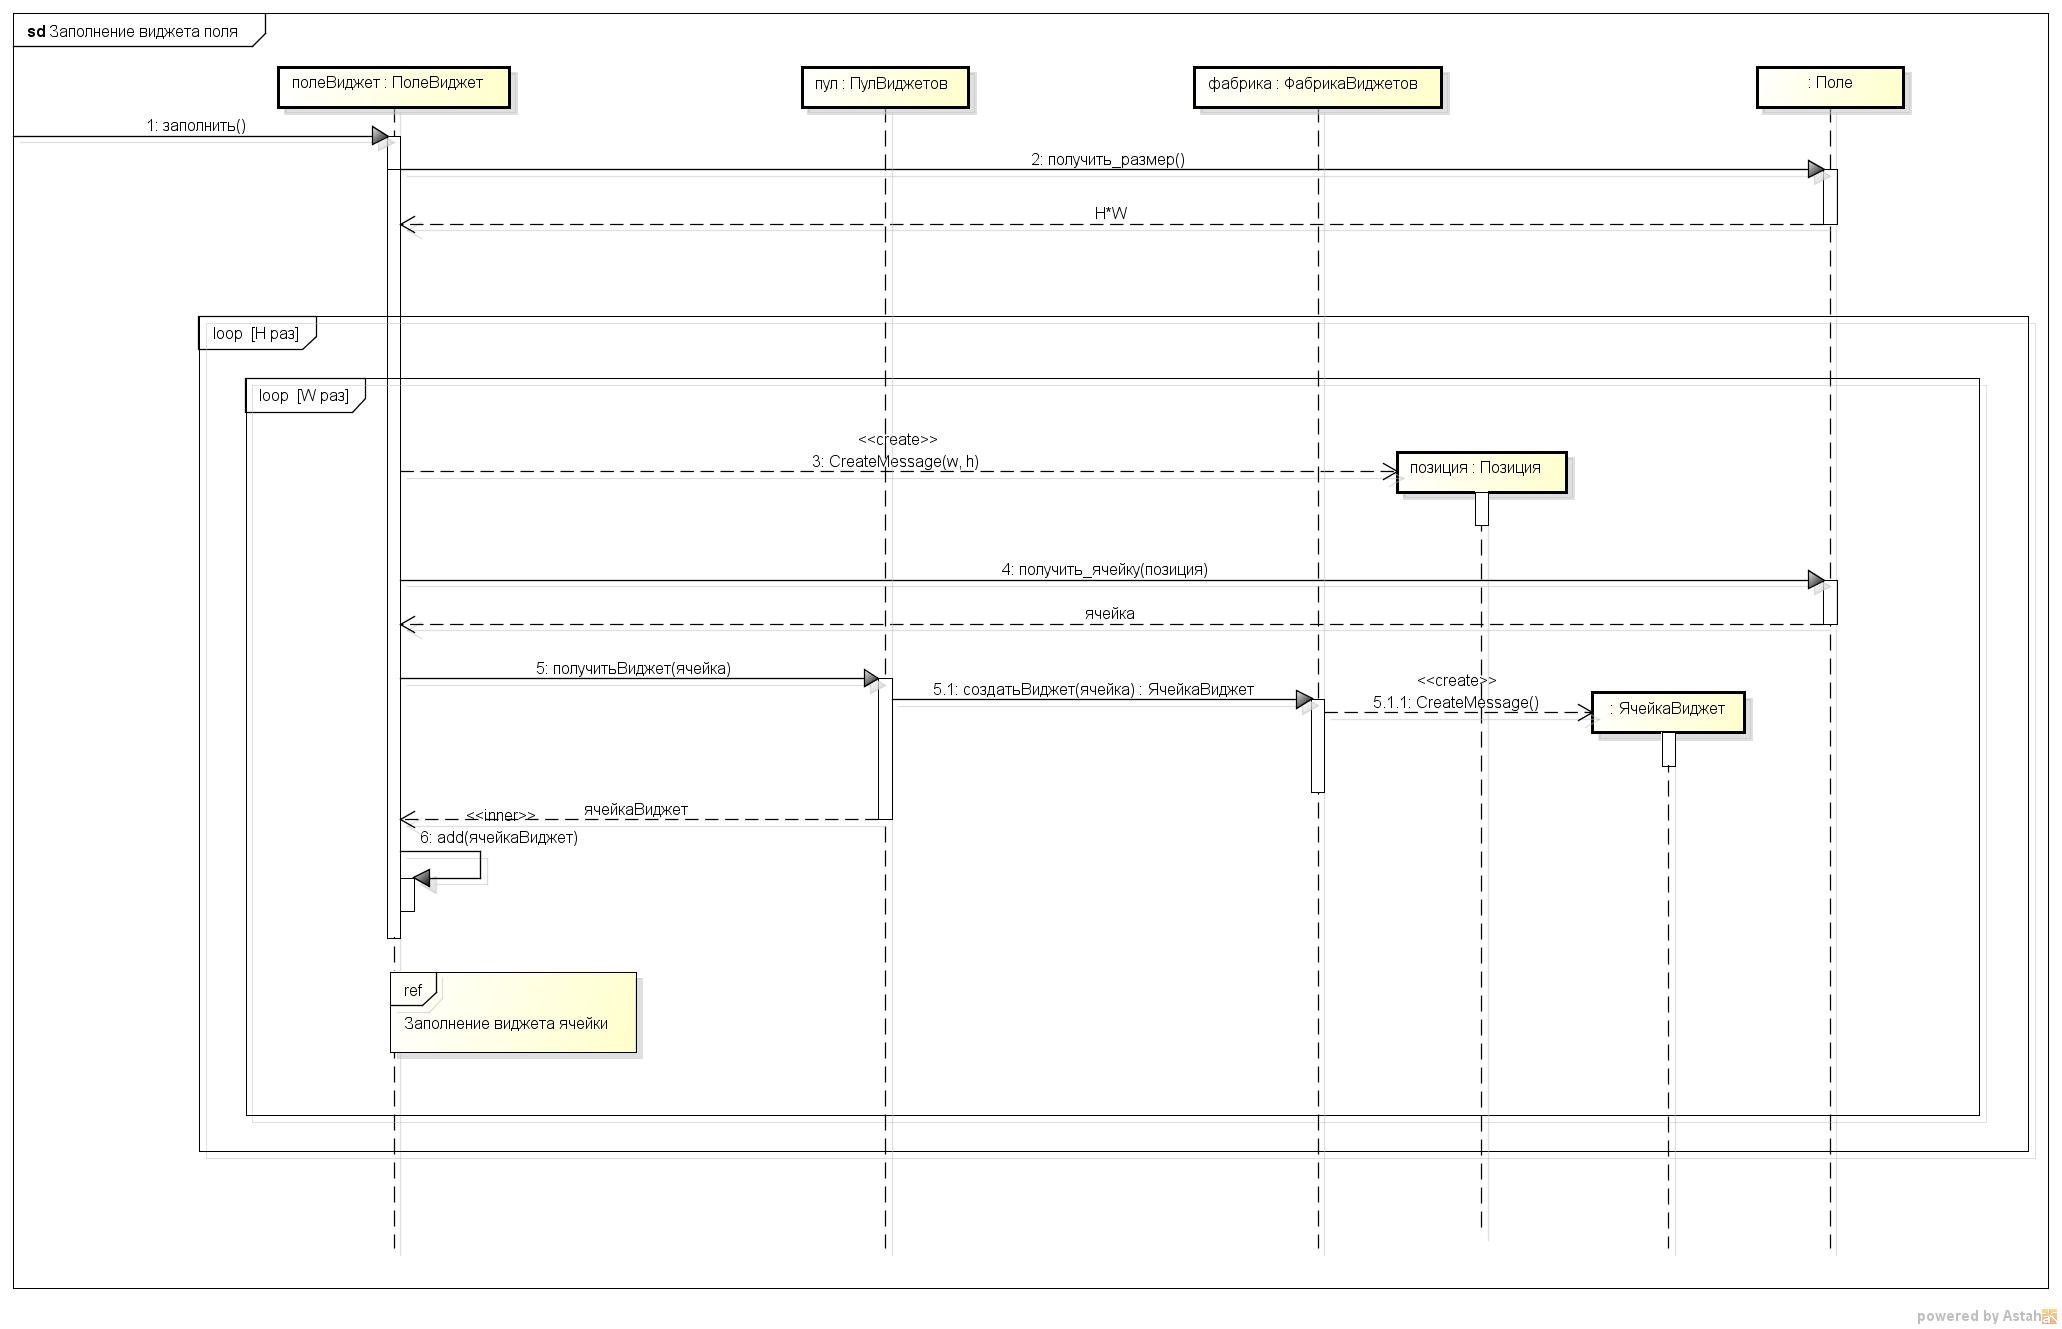 sd Заполнение виджета поля
полеВиджет : ПолеВиджет
пул : ПулВиджетов
фабрика : ФабрикаВиджетов
: Поле
1: заполнить()
2: получить_размер()
H*W
loop [H раз]
loop [W раз]
<<create>>
3: CreateMessage(w, h)
позиция : Позиция
4: получить_ячейку(позиция)
ячейка
5: получитьВиджет(ячейка)
5.1: создатьВиджет(ячейка) : ЯчейкаВиджет
<<create>>
5.1.1: CreateMessage()
: ЯчейкаВиджет
ячейкаВиджет
<<inner>>
6: add(ячейкаВиджет)
ref
Заполнение виджета ячейки
powered by Astah